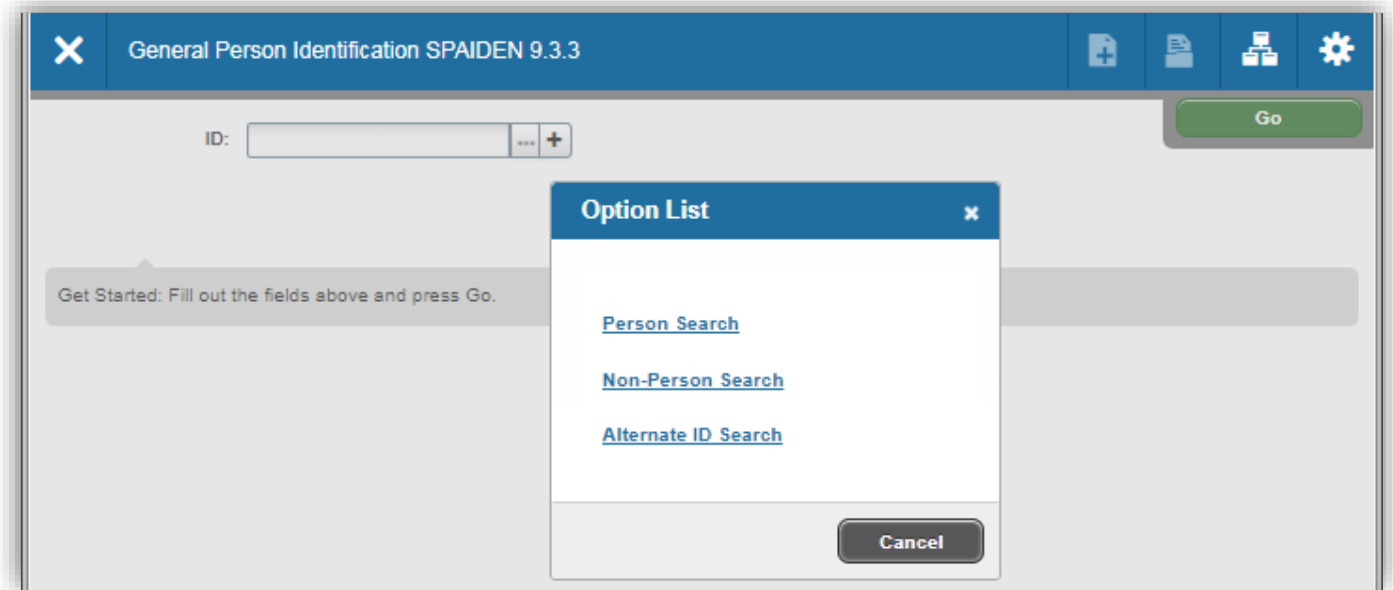 General Person Identification SPAIDEN 9.3.3
Go
ID:
...
+
Option List
Get Started: Fill out the fields above and press Go.
Person Search
Non-Person Search
Alternate ID Search
Cancel